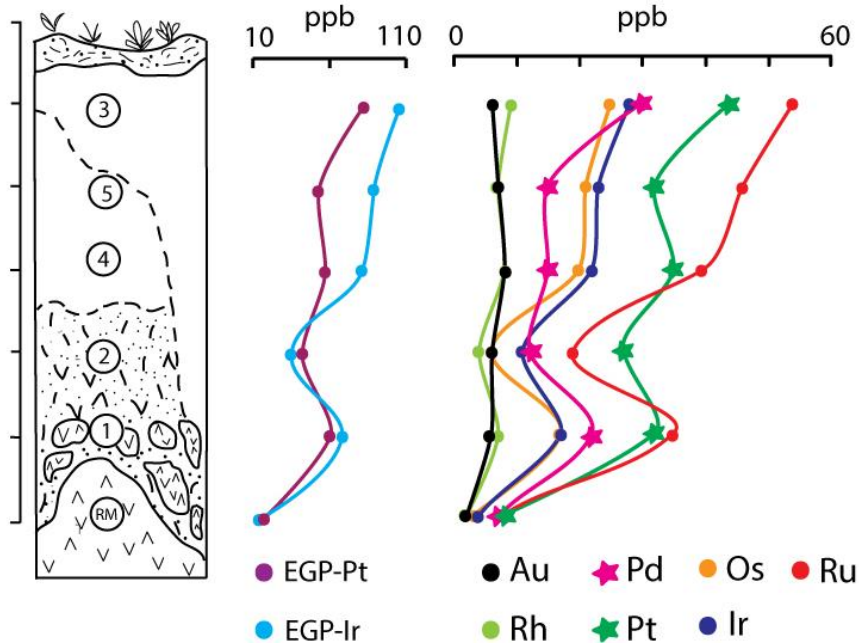 ppb
ppb
10
110
0
60
3
5
4
2
1
RM
EGP-Pt
EGP-Ir
Au
Pd
Os
Ru
Rh
Pt
Ir